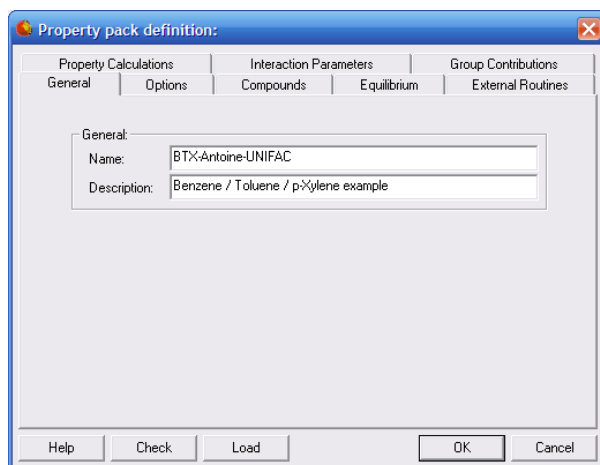 Property pack definition:
Property Calculations Interaction Parameters Group Contributions
General Options Compounds Equilibrium External Routines
General:
Name: BTX-Antoine-UNIFAC
Description: Benzene / Toluene / p-Xylene example
Help Check Load OK Cancel